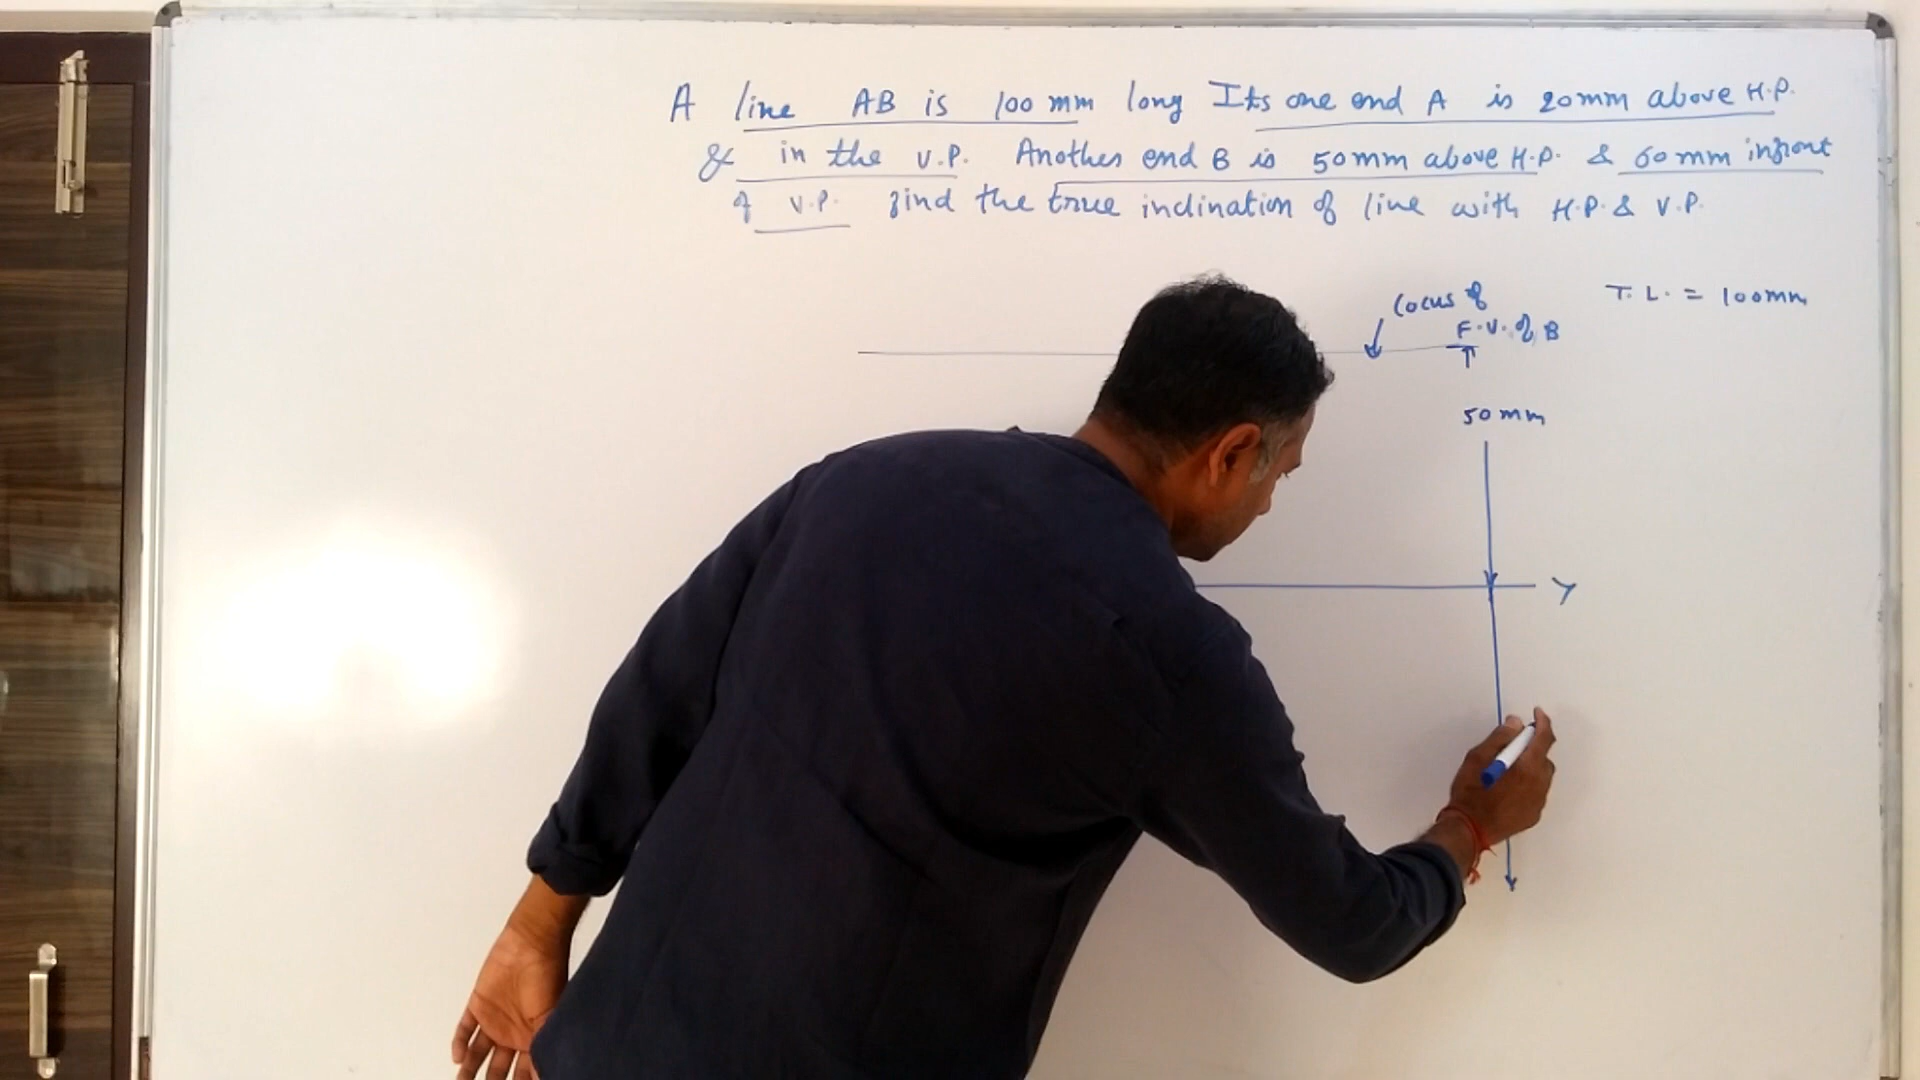 A line AB is 100 mm long Its one end A is 20mm above H.P.
& in the V.P. Another end B is 50mm above H.P. & 60mm infront
of V.P. find the true inclination of line with H.P. & V.P.
Locus of
F.V. of B
T.L. = 100mm
50mm
Y